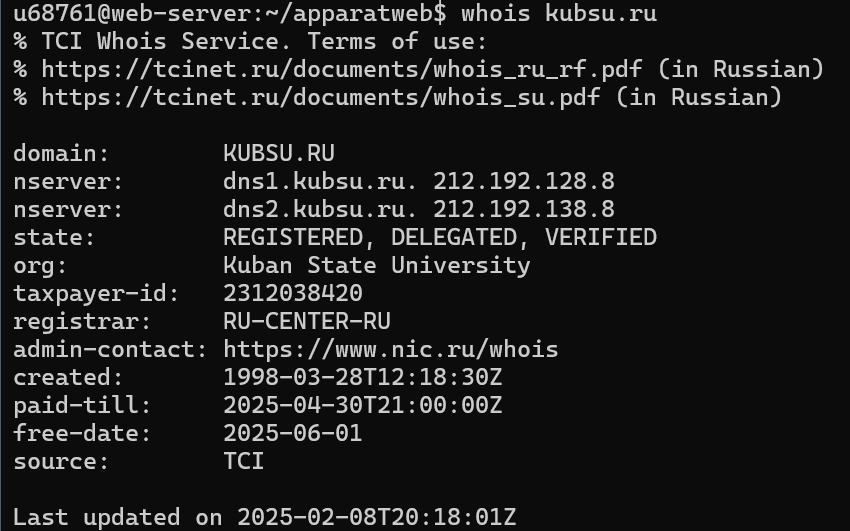 u68761@web-server:~/apparatweb$ whois kubsu.ru
% TCI Whois Service. Terms of use:
% https://tcinet.ru/documents/whois_ru_rf.pdf (in Russian)
% https://tcinet.ru/documents/whois_su.pdf (in Russian)

domain:        KUBSU.RU
nserver:       dns1.kubsu.ru. 212.192.128.8
nserver:       dns2.kubsu.ru. 212.192.138.8
state:         REGISTERED, DELEGATED, VERIFIED
org:           Kuban State University
taxpayer-id:   2312038420
registrar:     RU-CENTER-RU
admin-contact: https://www.nic.ru/whois
created:       1998-03-28T12:18:30Z
paid-till:     2025-04-30T21:00:00Z
free-date:     2025-06-01
source:        TCI

Last updated on 2025-02-08T20:18:01Z